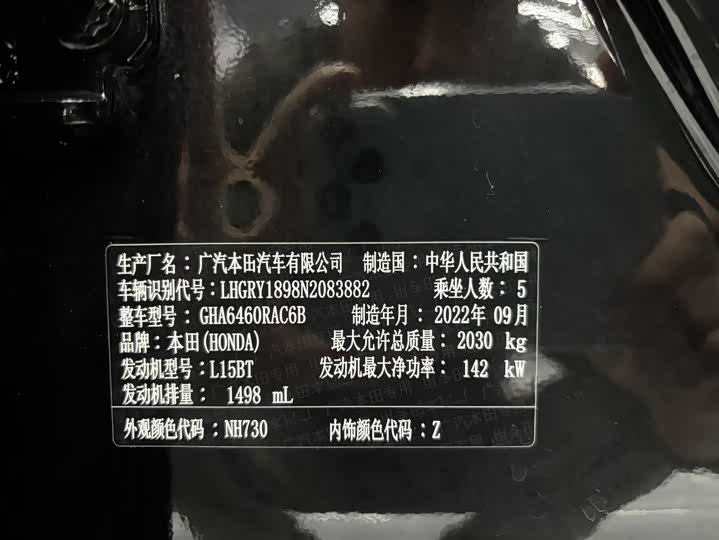 生产厂名：广汽本田汽车有限公司 制造国：中华人民共和国
车辆识别代号：LHGRY1898N2083882 乘坐人数：5
整车型号：GHA6460RAC6B 制造年月：2022年 09月
品牌：本田(HONDA) 最大允许总质量：2030 kg
发动机型号：L15BT 发动机最大净功率：142 kW
发动机排量：1498 mL
外观颜色代码：NH730 内饰颜色代码：Z